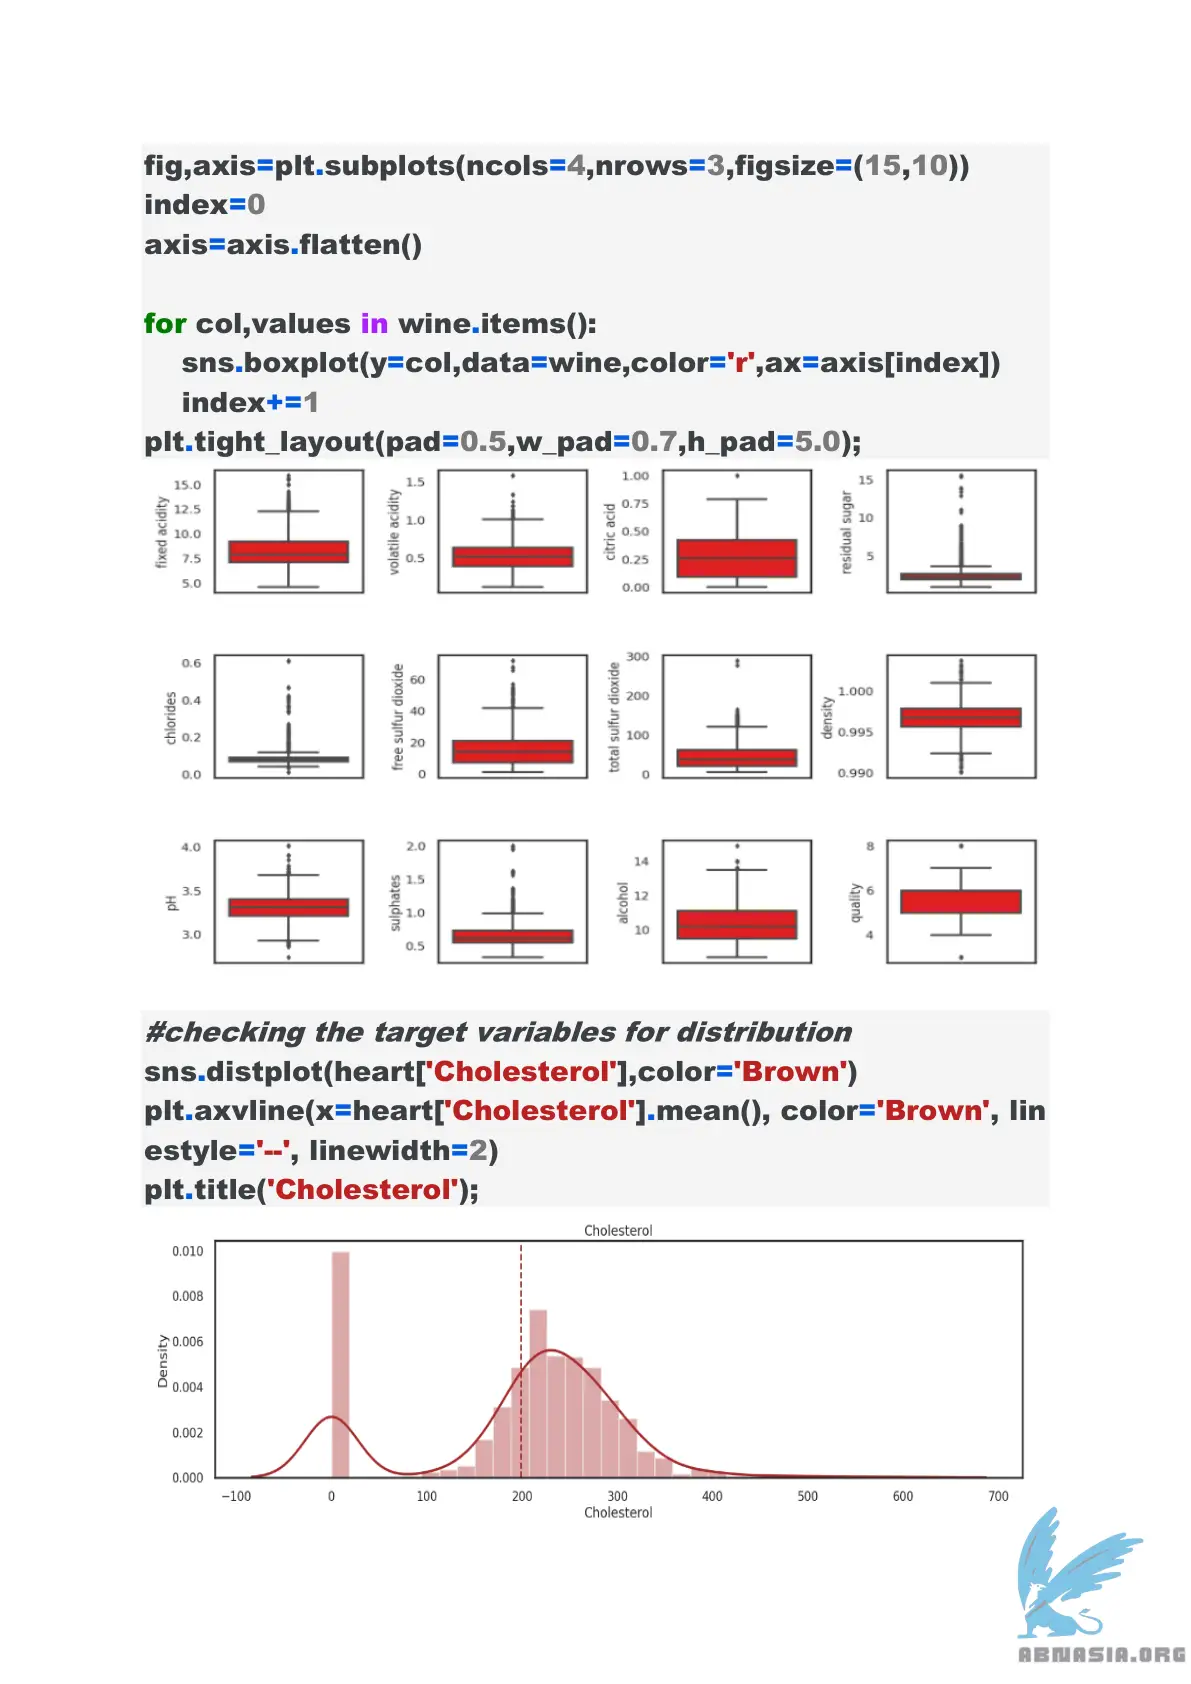 fig,axis=plt.subplots(ncols=4,nrows=3,figsize=(15,10))
index=0
axis=axis.flatten()
for col,values in wine.items():
sns.boxplot(y=col,data=wine,color='r',ax=axis[index])
index+=1
plt.tight_layout(pad=0.5,w_pad=0.7,h_pad=5.0);
fixed acidity
15.0
12.5
10.0
7.5
5.0
volatile acidity
1.5
1.0
0.5
citric acid
1.00
0.75
0.50
0.25
0.00
residual sugar
15
10
5
chlorides
0.6
0.4
0.2
0.0
free sulfur dioxide
60
40
20
0
total sulfur dioxide
300
200
100
0
density
1.000
0.995
0.990
pH
4.0
3.5
3.0
sulphates
2.0
1.5
1.0
0.5
alcohol
14
12
10
quality
8
6
4
#checking the target variables for distribution
sns.distplot(heart['Cholesterol'],color='Brown')
plt.axvline(x=heart['Cholesterol'].mean(), color='Brown', lin
estyle='--', linewidth=2)
plt.title('Cholesterol');
Cholesterol
Density
0.010
0.008
0.006
0.004
0.002
0.000
−100 0 100 200 300 400 500 600 700
Cholesterol
ABNASIA.ORG